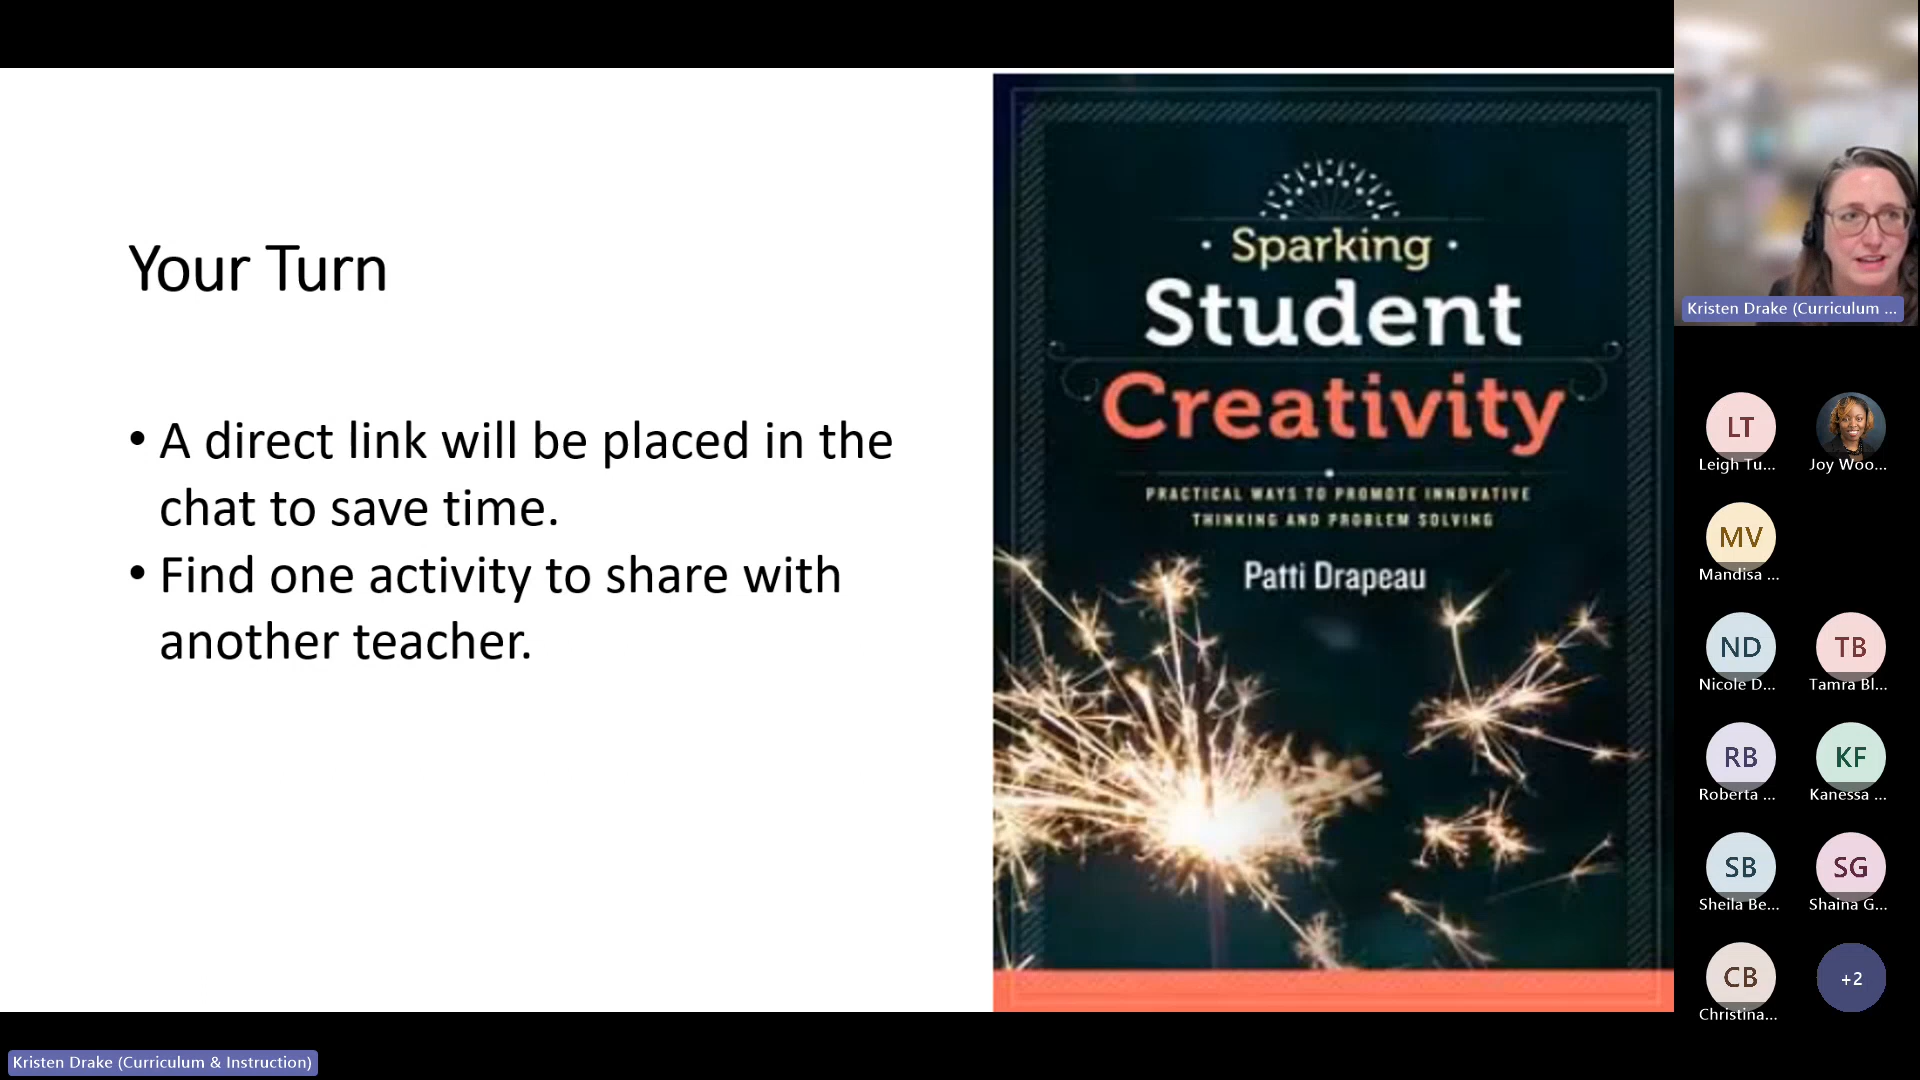 Your Turn
• A direct link will be placed in the
chat to save time.
• Find one activity to share with
another teacher.
• Sparking •
Student
Creativity
PRACTICAL WAYS TO PROMOTE INNOVATIVE
THINKING AND PROBLEM SOLVING
Patti Drapeau
Kristen Drake (Curriculum ...
LT
Leigh Tu...
Joy Woo...
MV
Mandisa ...
ND
Nicole D...
TB
Tamra Bl...
RB
Roberta ...
KF
Kanessa ...
SB
Sheila Be...
SG
Shaina G...
CB
Christina...
+2
Kristen Drake (Curriculum & Instruction)